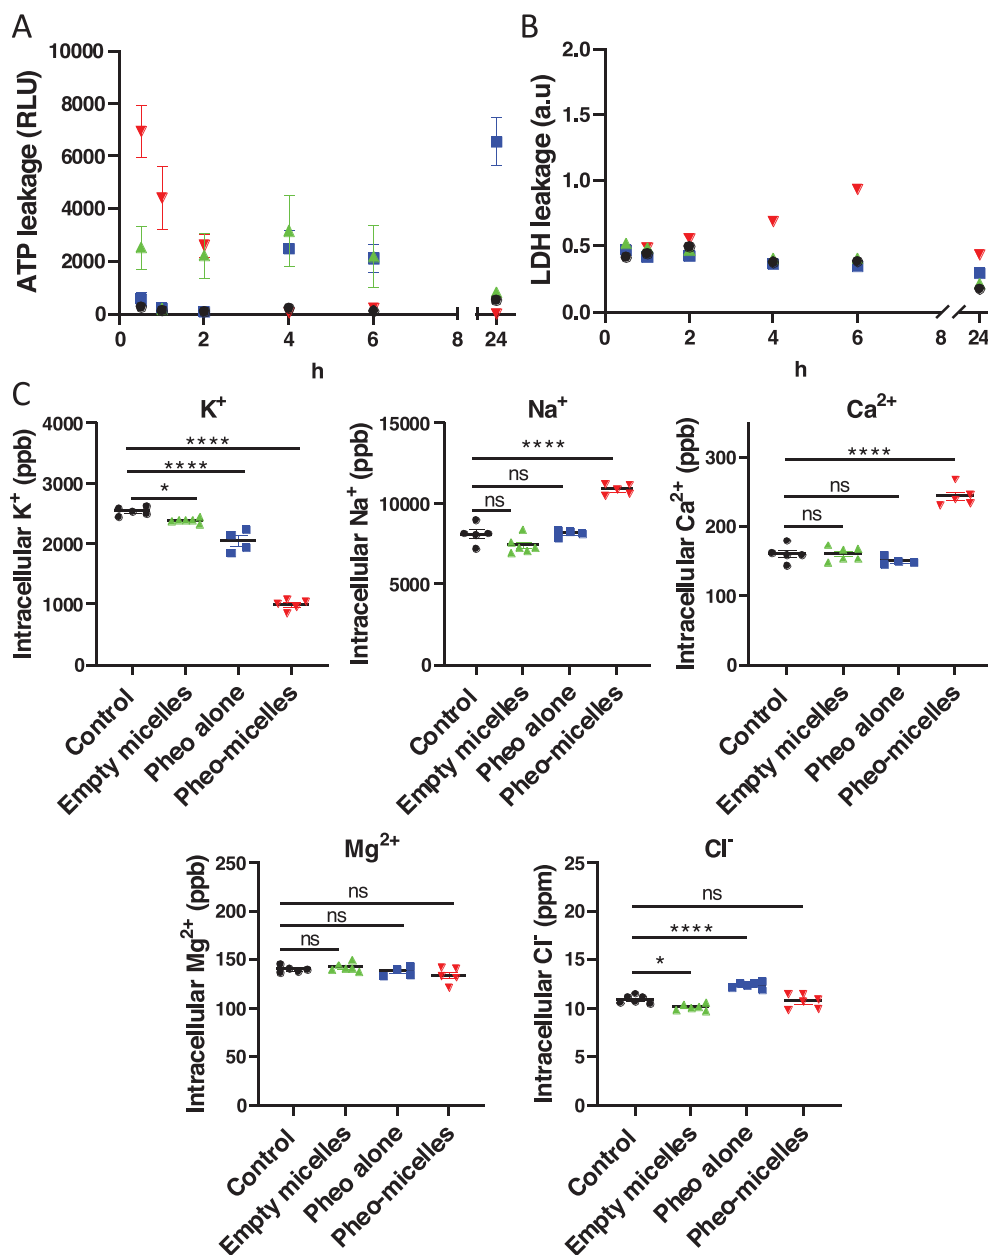 A
ATP leakage (RLU)
10000
8000
6000
4000
2000
0
0 2 4 6 8 24
h
B
LDH leakage (a.u)
2.0
1.5
1.0
0.5
0.0
0 2 4 6 8 24
h
C
K+
Intracellular K+ (ppb)
4000
3000
2000
1000
0
****
****
*
Control
Empty micelles
Pheo alone
Pheo-micelles
Na+
Intracellular Na+ (ppb)
15000
10000
5000
0
****
ns
ns
Control
Empty micelles
Pheo alone
Pheo-micelles
Ca2+
Intracellular Ca2+ (ppb)
300
200
150
0
****
ns
ns
Control
Empty micelles
Pheo alone
Pheo-micelles
Mg2+
Intracellular Mg2+ (ppb)
250
200
150
100
50
0
ns
ns
ns
Control
Empty micelles
Pheo alone
Pheo-micelles
Cl-
Intracellular Cl- (ppm)
25
20
15
10
5
0
ns
****
*
Control
Empty micelles
Pheo alone
Pheo-micelles